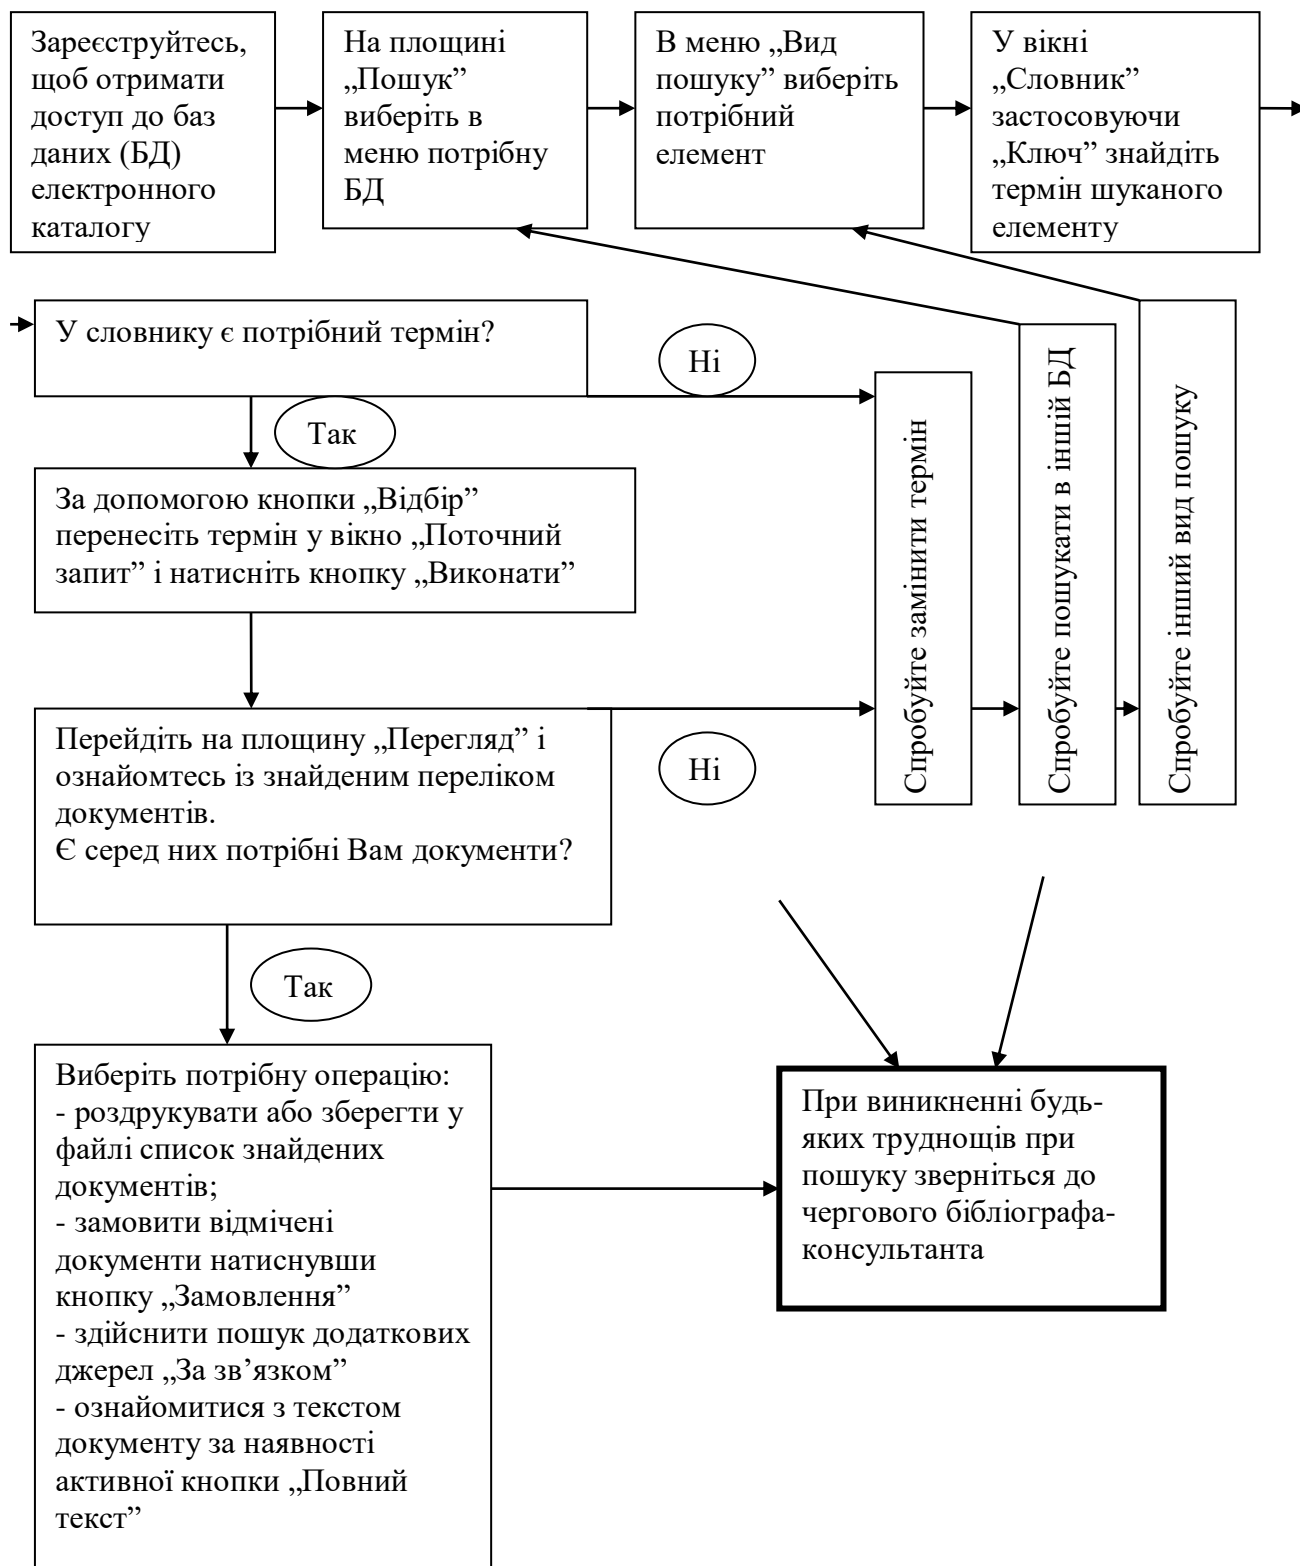 Зареєструйтесь,
щоб отримати
доступ до баз
даних (БД)
електронного
каталогу
На площині
„Пошук”
виберіть в
меню потрібну
БД
В меню „Вид
пошуку” виберіть
потрібний
елемент
У вікні
„Словник”
застосовуючи
„Ключ” знайдіть
термін шуканого
елементу
У словнику є потрібний термін?
Ні
Так
За допомогою кнопки „Відбір”
перенесіть термін у вікно „Поточний
запит” і натисніть кнопку „Виконати”
Спробуйте замінити термін
Спробуйте пошукати в іншій БД
Спробуйте інший вид пошуку
Перейдіть на площину „Перегляд” і
ознайомтесь із знайденим переліком
документів.
Є серед них потрібні Вам документи?
Ні
Так
Виберіть потрібну операцію:
- роздрукувати або зберегти у
файлі список знайдених
документів;
- замовити відмічені
документи натиснувши
кнопку „Замовлення”
- здійснити пошук додаткових
джерел „За зв’язком”
- ознайомитися з текстом
документу за наявності
активної кнопки „Повний
текст”
При виникненні будь-
яких труднощів при
пошуку зверніться до
чергового бібліографа-
консультанта